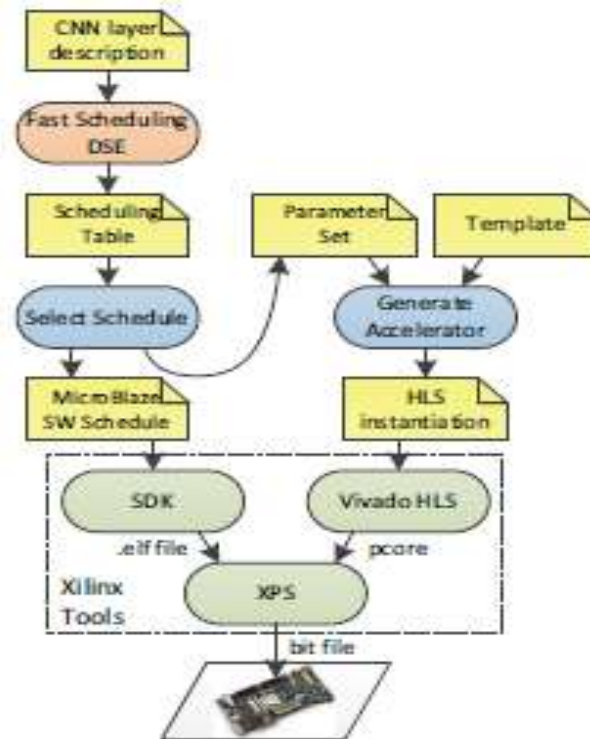 CNN layer
description
Fast Scheduling
DSE
Scheduling
Table
Parameter
Set
Template
Select Schedule
Generate
Accelerator
MicroBlaze
SW Schedule
HLS
instantiation
SDK
Vivado HLS
.elf file
pcore
XPS
Xilinx
Tools
bit file